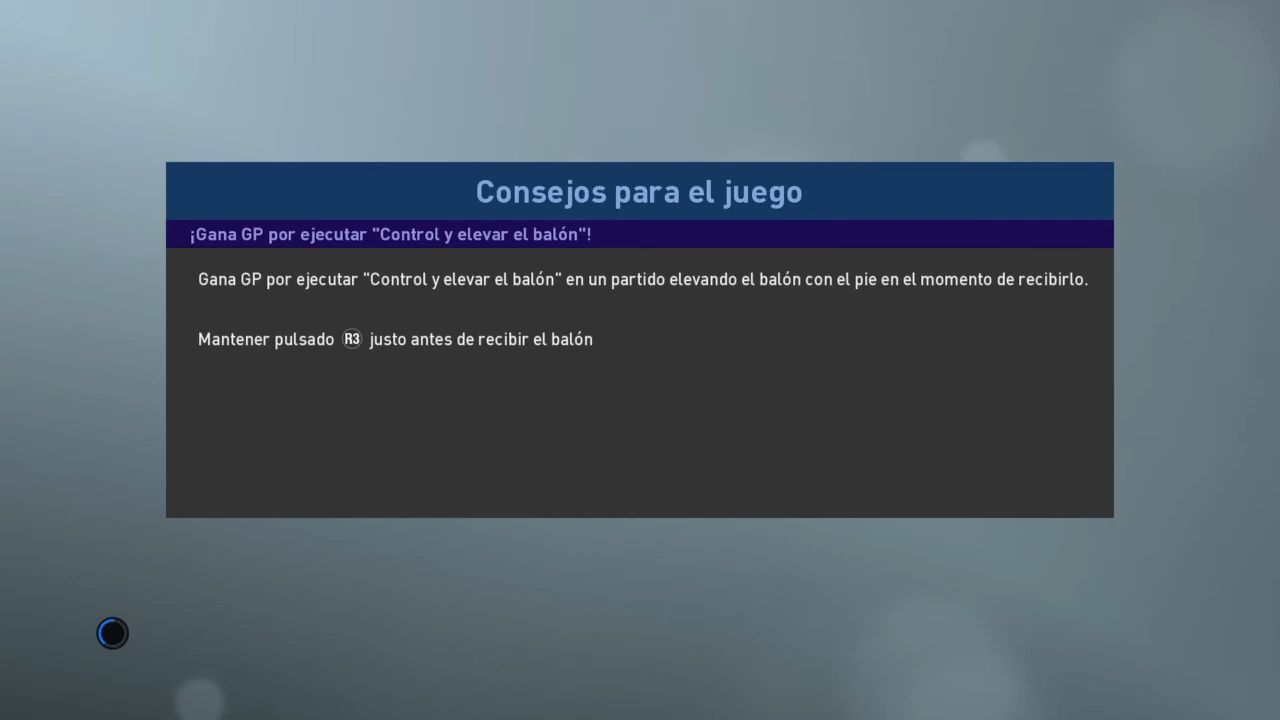 Consejos para el juego
¡Gana GP por ejecutar "Control y elevar el balón"!
Gana GP por ejecutar "Control y elevar el balón" en un partido elevando el balón con el pie en el momento de recibirlo.
Mantener pulsado R3 justo antes de recibir el balón